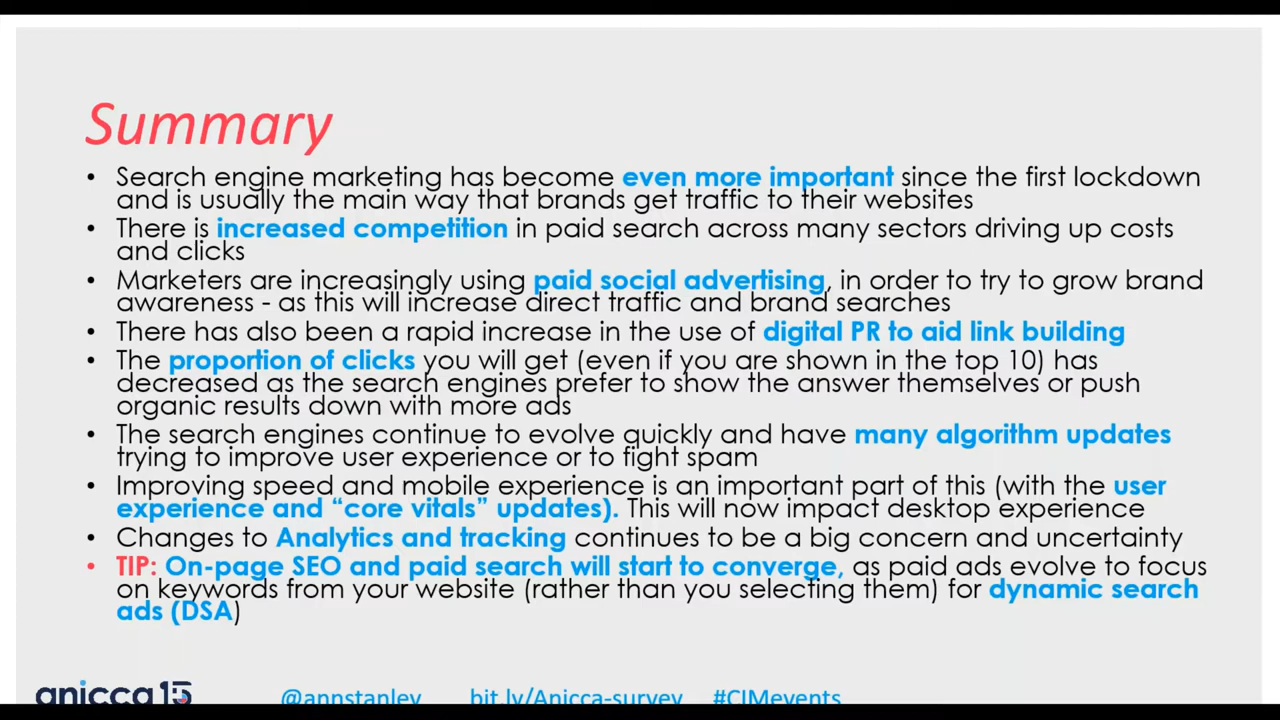 Summary
• Search engine marketing has become even more important since the first lockdown
and is usually the main way that brands get traffic to their websites
• There is increased competition in paid search across many sectors driving up costs
and clicks
• Marketers are increasingly using paid social advertising, in order to try to grow brand
awareness - as this will increase direct traffic and brand searches
• There has also been a rapid increase in the use of digital PR to aid link building
• The proportion of clicks you will get (even if you are shown in the top 10) has
decreased as the search engines prefer to show the answer themselves or push
organic results down with more ads
• The search engines continue to evolve quickly and have many algorithm updates
trying to improve user experience or to fight spam
• Improving speed and mobile experience is an important part of this (with the user
experience and “core vitals” updates). This will now impact desktop experience
• Changes to Analytics and tracking continues to be a big concern and uncertainty
• TIP: On-page SEO and paid search will start to converge, as paid ads evolve to focus
on keywords from your website (rather than you selecting them) for dynamic search
ads (DSA)
anicca 15 @annstanley bit.ly/Anicca-survey #CIMevents